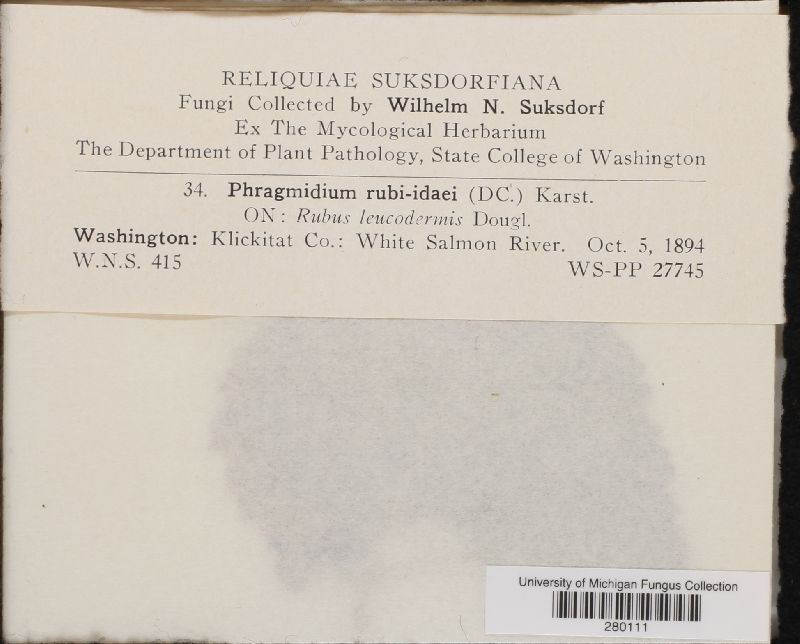 RELIQUIAE SUKSDORFIANA
Fungi Collected by Wilhelm N. Suksdorf
Ex The Mycological Herbarium
The Department of Plant Pathology, State College of Washington
34. Phragmidium rubi-idaei (DC.) Karst.
ON: Rubus leucodermis Dougl.
Washington: Klickitat Co.: White Salmon River. Oct. 5, 1894
W.N.S. 415 WS-PP 27745
University of Michigan Fungus Collection
280111